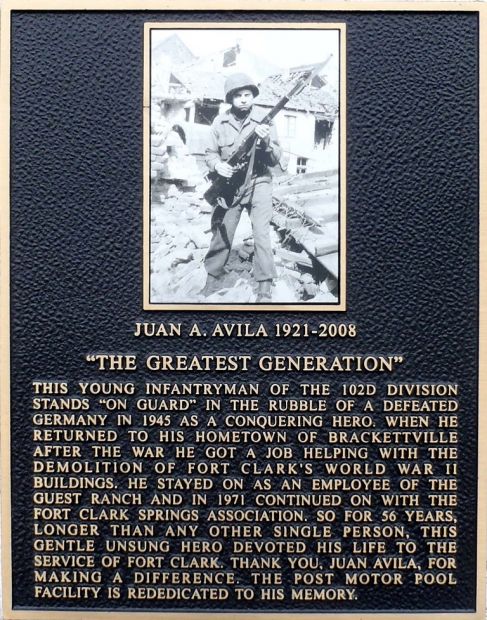 JUAN A. AVILA 1921-2008
"THE GREATEST GENERATION"
THIS YOUNG INFANTRYMAN OF THE 102D DIVISION
STANDS "ON GUARD" IN THE RUBBLE OF A DEFEATED
GERMANY IN 1945 AS A CONQUERING HERO. WHEN HE
RETURNED TO HIS HOMETOWN OF BRACKETTVILLE
AFTER THE WAR HE GOT A JOB HELPING WITH THE
DEMOLITION OF FORT CLARK'S WORLD WAR II
BUILDINGS. HE STAYED ON AS AN EMPLOYEE OF THE
GUEST RANCH AND IN 1971 CONTINUED ON WITH THE
FORT CLARK SPRINGS ASSOCIATION. SO FOR 56 YEARS,
LONGER THAN ANY OTHER SINGLE PERSON, THIS
GENTLE UNSUNG HERO DEVOTED HIS LIFE TO THE
SERVICE OF FORT CLARK. THANK YOU, JUAN AVILA, FOR
MAKING A DIFFERENCE. THE POST MOTOR POOL
FACILITY IS REDEDICATED TO HIS MEMORY.